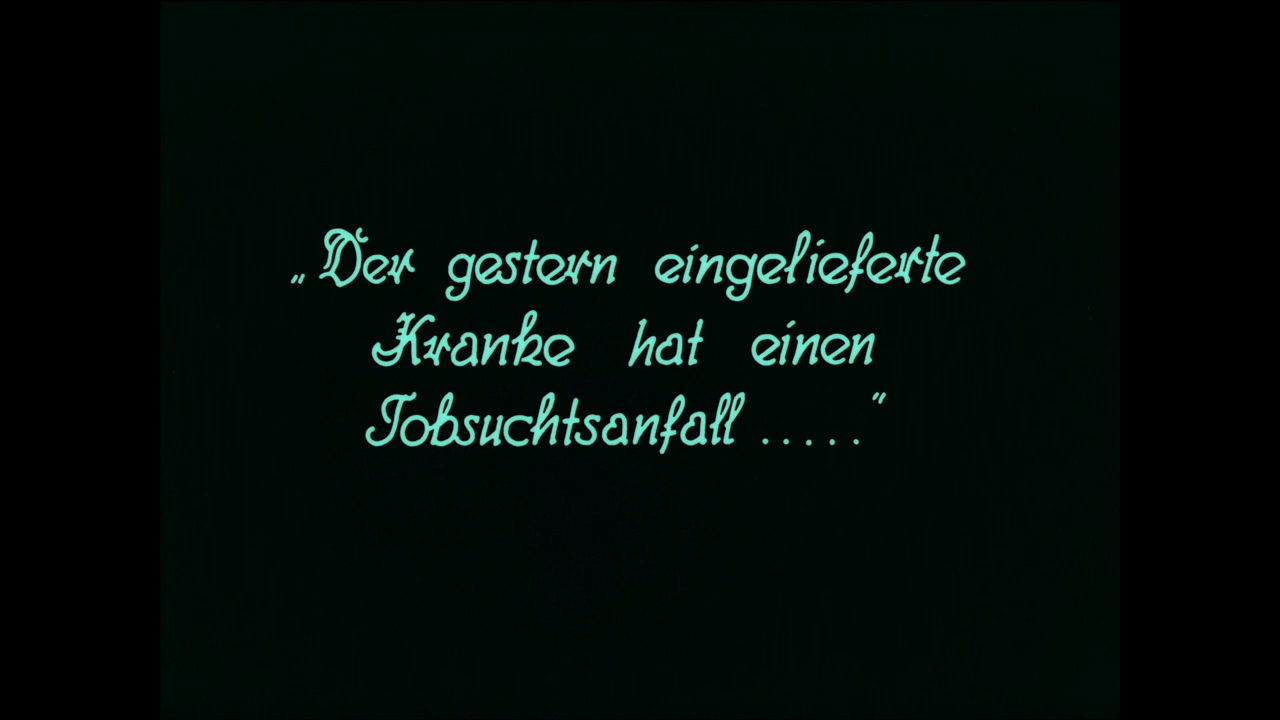 „Der gestern eingelieferte
Kranke hat einen
Tobsuchtsanfall ....."